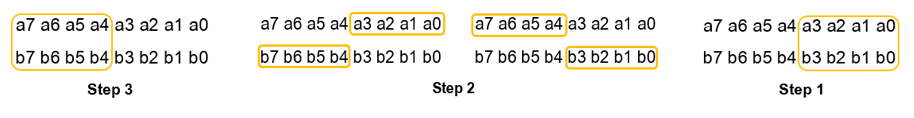 a7 a6 a5 a4 a3 a2 a1 a0
b7 b6 b5 b4 b3 b2 b1 b0
Step 3
a7 a6 a5 a4 a3 a2 a1 a0 a7 a6 a5 a4 a3 a2 a1 a0
b7 b6 b5 b4 b3 b2 b1 b0 b7 b6 b5 b4 b3 b2 b1 b0
Step 2
a7 a6 a5 a4 a3 a2 a1 a0
b7 b6 b5 b4 b3 b2 b1 b0
Step 1